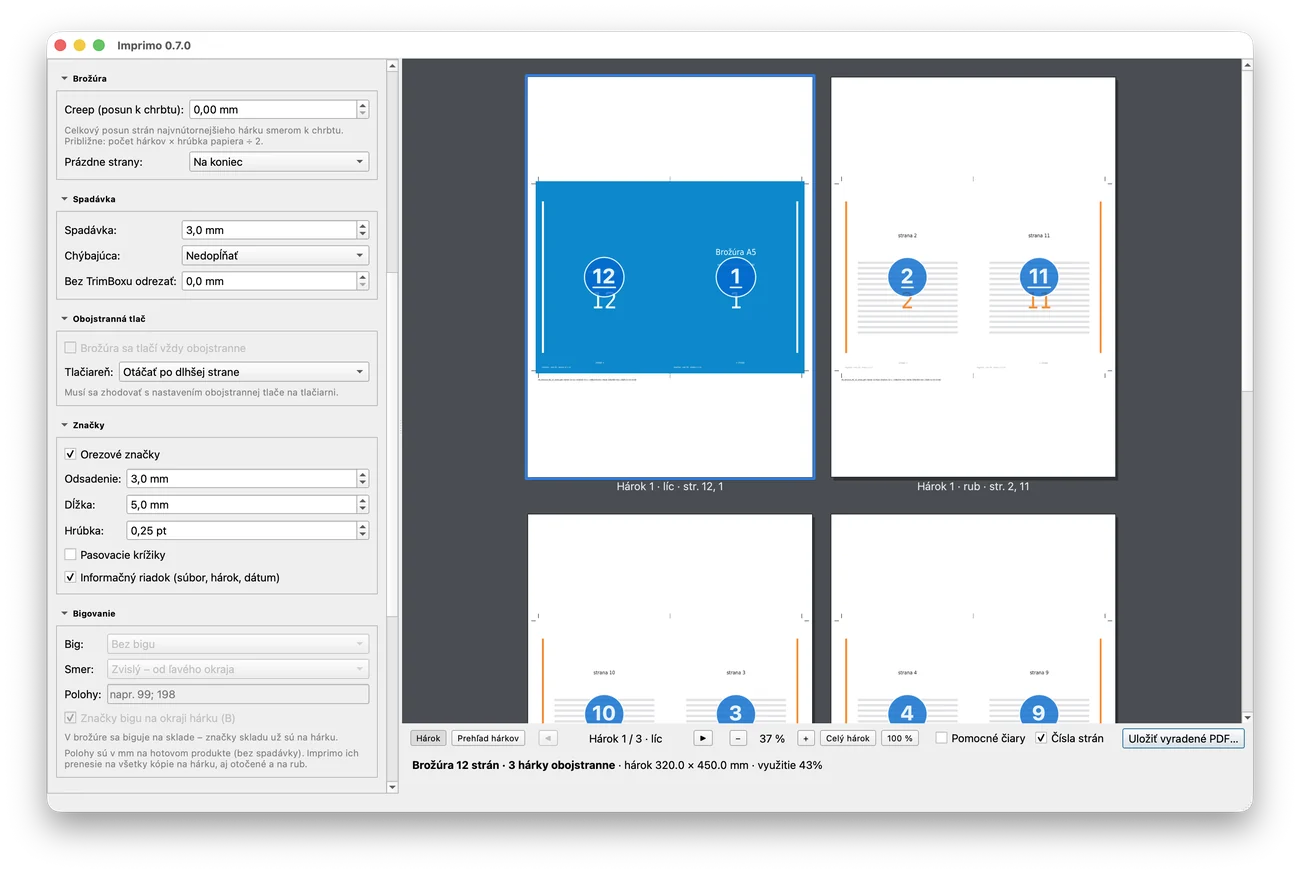 Imprimo 0.7.0
Brožúra
Creep (posun k chrbtu): 0,00 mm
Celkový posun strán najvnútornejšieho hárku smerom k chrbtu.
Približne: počet hárkov × hrúbka papiera ÷ 2.
Prázdne strany: Na koniec
Spadávka
Spadávka: 3,0 mm
Chýbajúca: Nedopĺňať
Bez TrimBoxu odrezať: 0,0 mm
Obojstranná tlač
Brožúra sa tlačí vždy obojstranne
Tlačiareň: Otáčať po dlhšej strane
Musí sa zhodovať s nastavením obojstrannej tlače na tlačiarni.
Značky
Orezové značky
Odsadenie: 3,0 mm
Dĺžka: 5,0 mm
Hrúbka: 0,25 pt
Pasovacie krížiky
Informačný riadok (súbor, hárok, dátum)
Bigovanie
Big: Bez bigu
Smer: Zvislý – od ľavého okraja
Polohy: napr. 99; 198
Značky bigu na okraji hárku (B)
V brožúre sa biguje na sklade – značky skladu už sú na hárku.
Polohy sú v mm na hotovom produkte (bez spadávky). Imprimo ich
prenesie na všetky kópie na hárku, aj otočené a na rub.
Brožúra A5
12 1
12 1
Hárok 1 · líc · str. 12, 1
strana 2 strana 11
2 11
2 11
Hárok 1 · rub · str. 2, 11
strana 10 strana 3
10 3
strana 4 strana 9
4 9
Hárok Prehľad hárkov Hárok 1 / 3 · líc − 37 % + Celý hárok 100 % Pomocné čiary Čísla strán Uložiť vyradené PDF...
Brožúra 12 strán · 3 hárky obojstranne · hárok 320.0 × 450.0 mm · využitie 43%